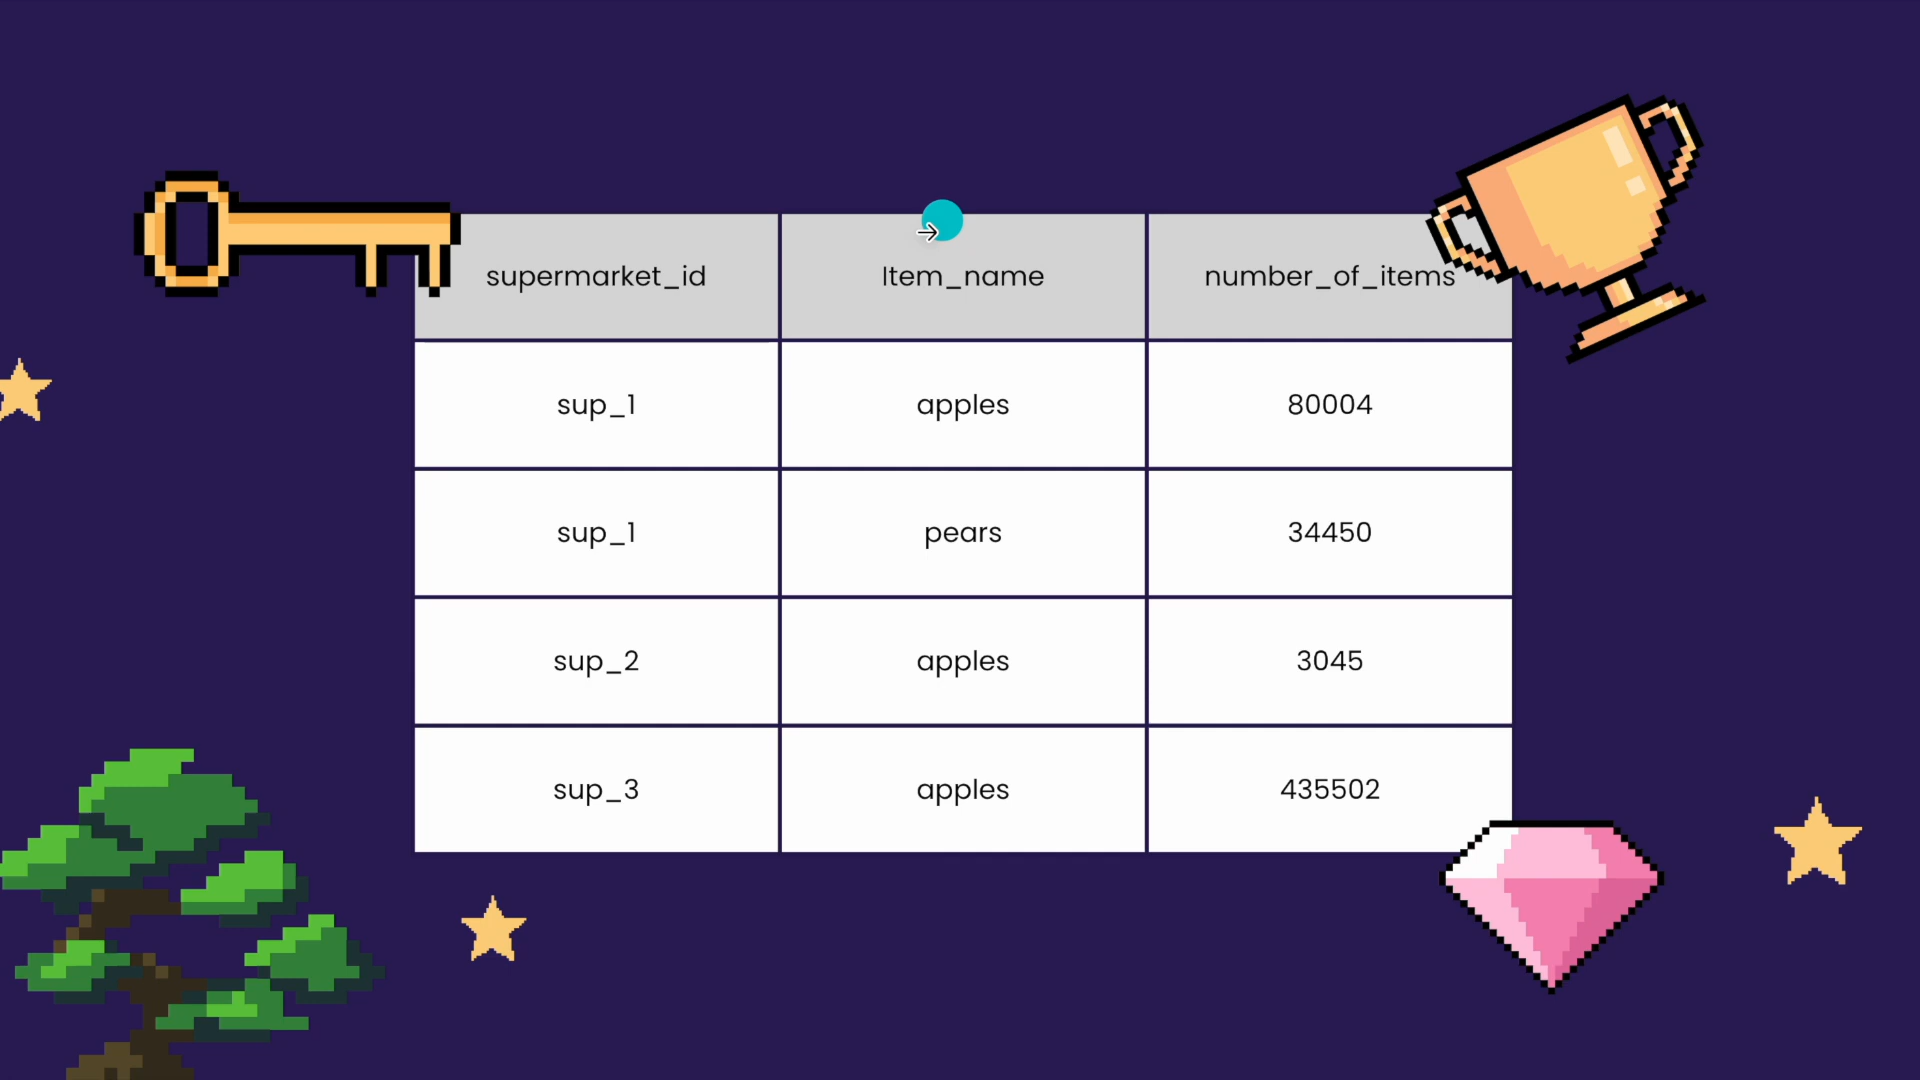 supermarket_id Item_name number_of_items
sup_1 apples 80004
sup_1 pears 34450
sup_2 apples 3045
sup_3 apples 435502